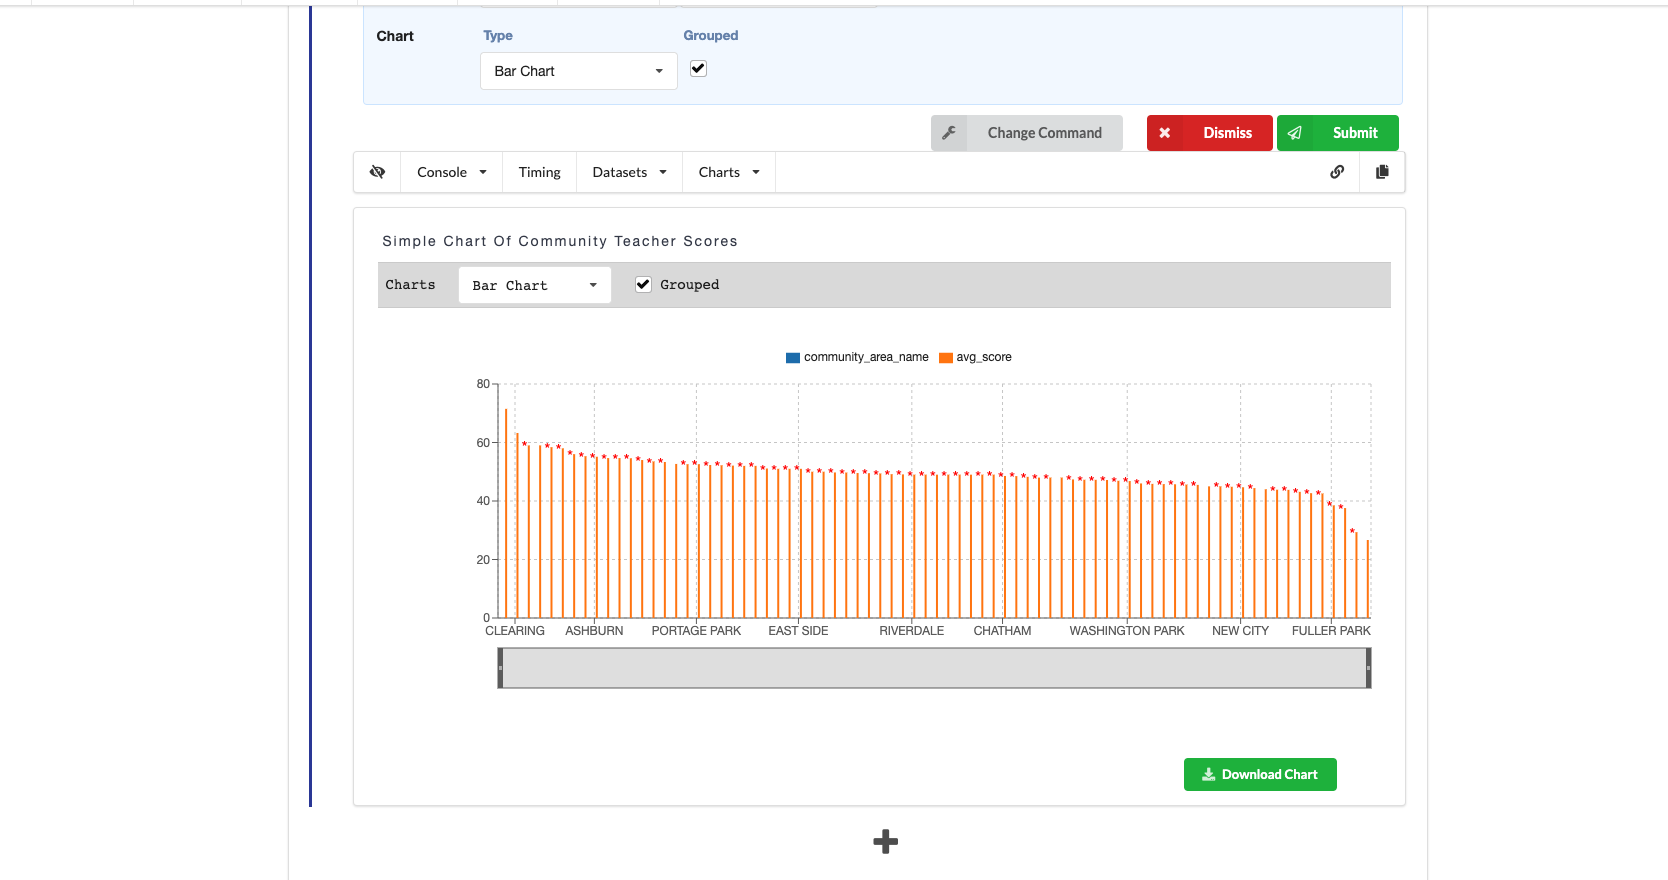 Chart Type Grouped
Bar Chart
Change Command Dismiss Submit
Console Timing Datasets Charts
Simple Chart Of Community Teacher Scores
Charts Bar Chart Grouped
community_area_name avg_score
80
60
40
20
0
CLEARING ASHBURN PORTAGE PARK EAST SIDE RIVERDALE CHATHAM WASHINGTON PARK NEW CITY FULLER PARK
Download Chart